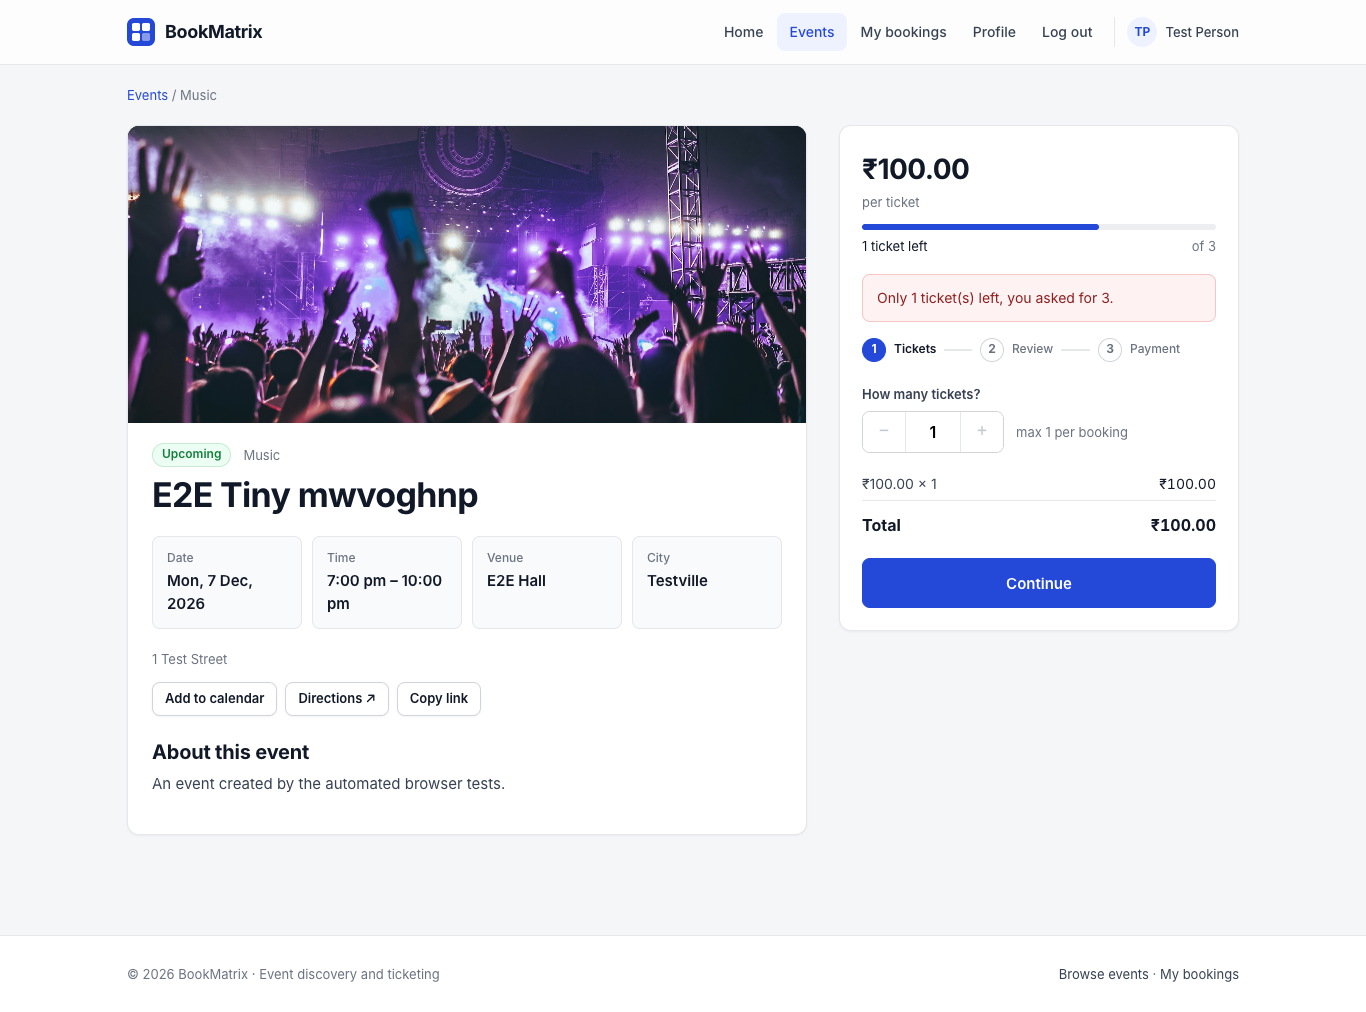 BookMatrix
Home
Events
My bookings
Profile
Log out
TP
Test Person
Events / Music
₹100.00
per ticket
1 ticket left
of 3
Only 1 ticket(s) left, you asked for 3.
1 Tickets
2 Review
3 Payment
How many tickets?
− 1 +
max 1 per booking
₹100.00 × 1
₹100.00
Total
₹100.00
Continue
Upcoming
Music
E2E Tiny mwvoghnp
Date
Mon, 7 Dec,
2026
Time
7:00 pm – 10:00
pm
Venue
E2E Hall
City
Testville
1 Test Street
Add to calendar
Directions ↗
Copy link
About this event
An event created by the automated browser tests.
© 2026 BookMatrix · Event discovery and ticketing
Browse events · My bookings